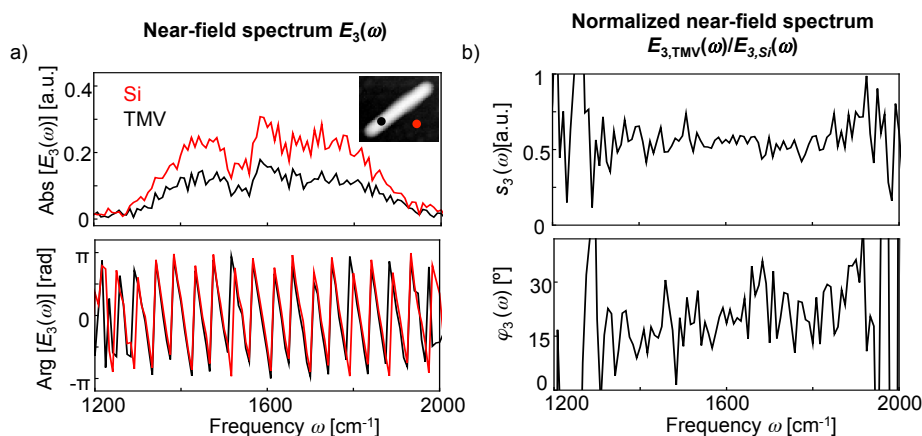 Near-field spectrum E₃(ω)
a)
Abs [E₃(ω)] [a.u.]
0.4
0.2
0
Si
TMV
Arg [E₃(ω)] [rad]
π
0
-π
1200
1600
2000
Frequency ω [cm⁻¹]
Normalized near-field spectrum
E₃,TMV(ω)/E₃,Si(ω)
b)
s₃(ω)[a.u.]
1
0.5
0
φ₃(ω) [º]
30
15
0
1200
1600
2000
Frequency ω [cm⁻¹]